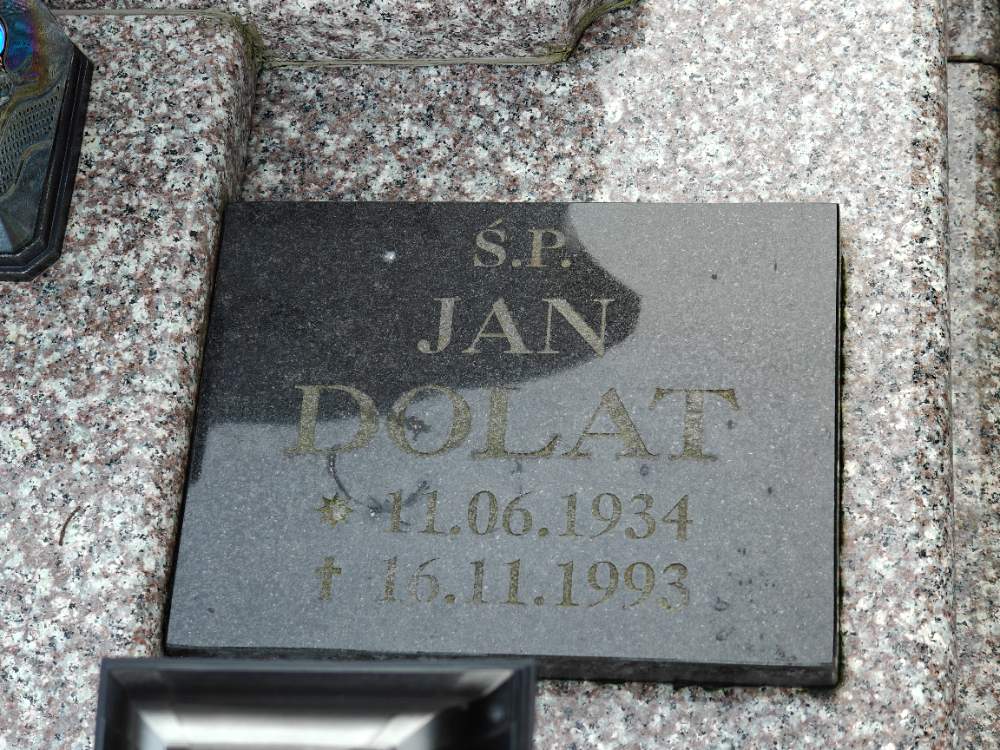 Ś.P.
JAN
DOLAT
* 11.06.1934
✝ 16.11.1993